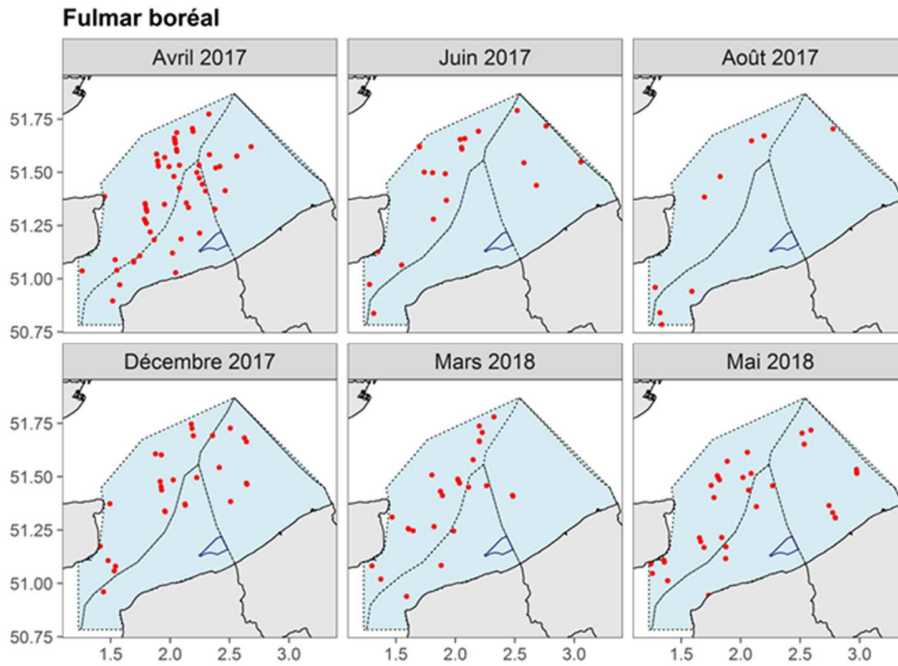 Fulmar boréal
Avril 2017
Juin 2017
Août 2017
51.75
51.50
51.25
51.00
50.75
Décembre 2017
Mars 2018
Mai 2018
51.75
51.50
51.25
51.00
50.75
1.5 2.0 2.5 3.0 1.5 2.0 2.5 3.0 1.5 2.0 2.5 3.0